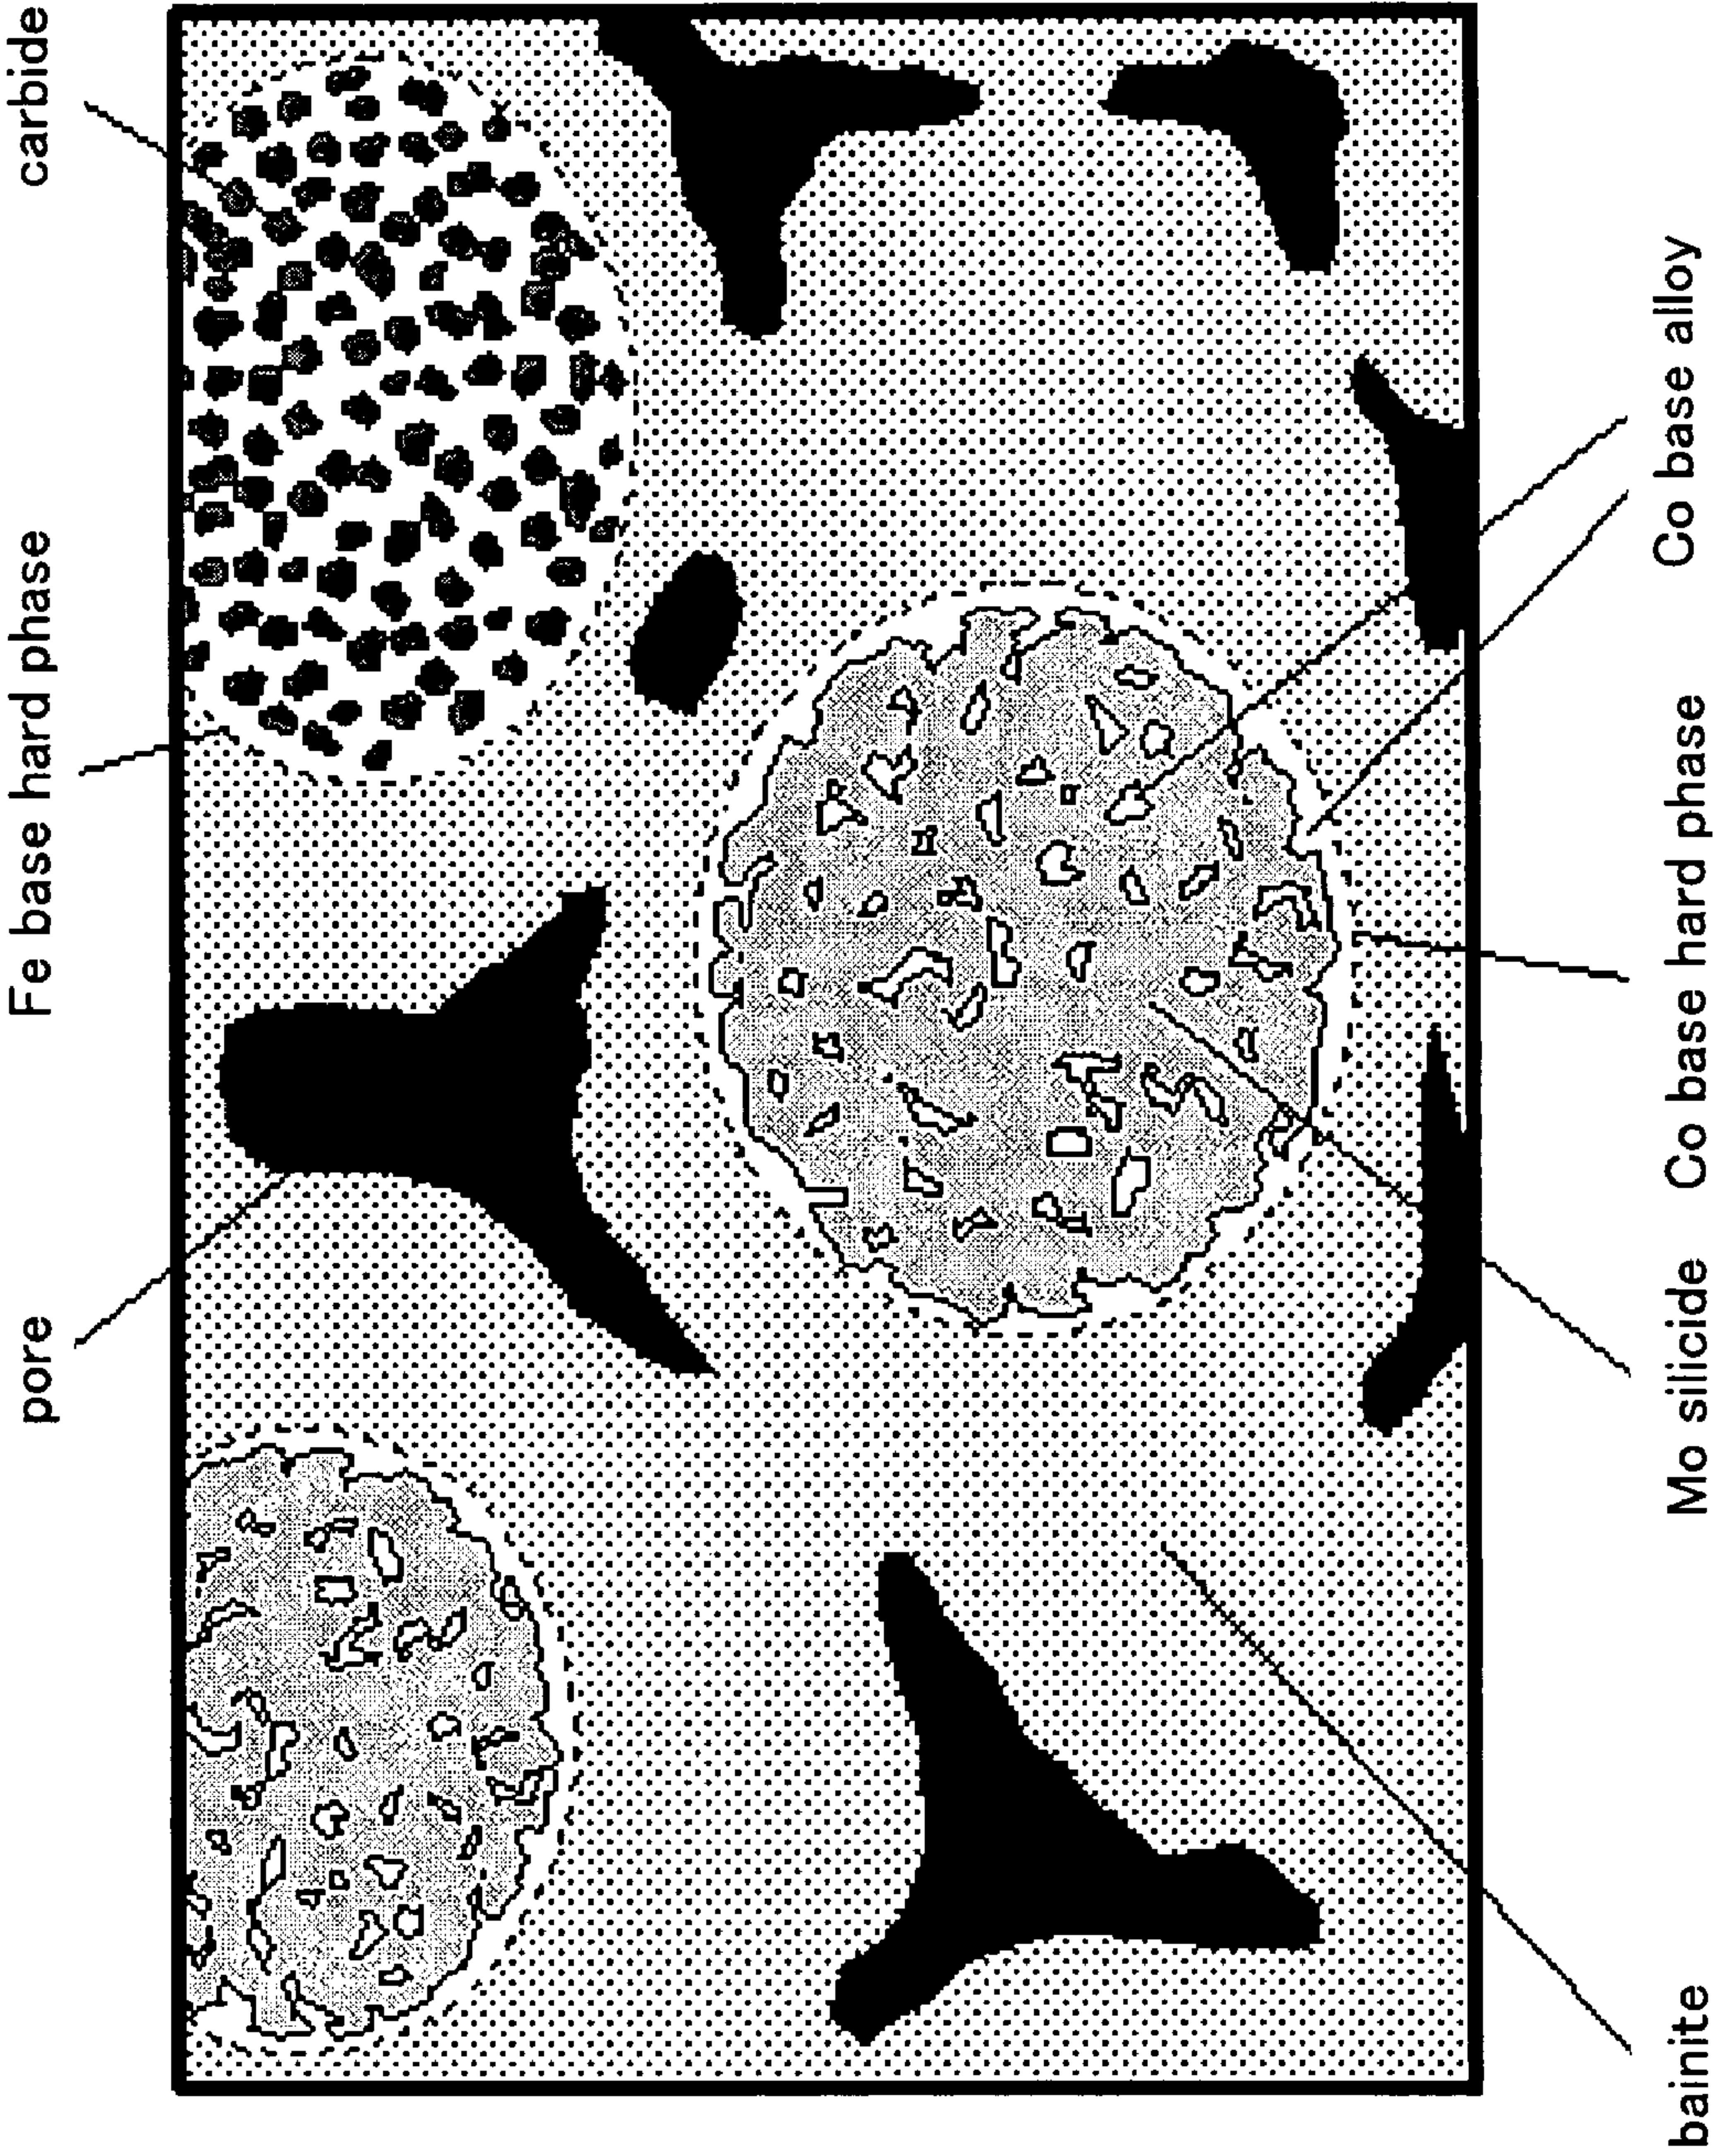 pore
Fe base hard phase
carbide
bainite
Mo silicide
Co base hard phase
Co base alloy